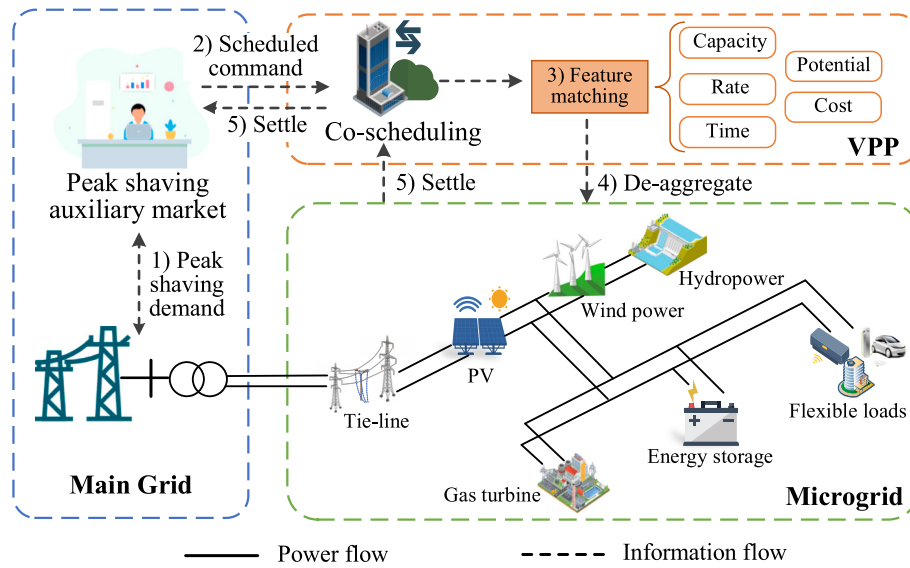 2) Scheduled
command
5) Settle
Co-scheduling
3) Feature
matching
Capacity
Rate
Time
Potential
Cost
VPP
Peak shaving
auxiliary market
5) Settle
4) De-aggregate
1) Peak
shaving
demand
Hydropower
Wind power
PV
Tie-line
Flexible loads
Energy storage
Gas turbine
Main Grid
Microgrid
Power flow
Information flow